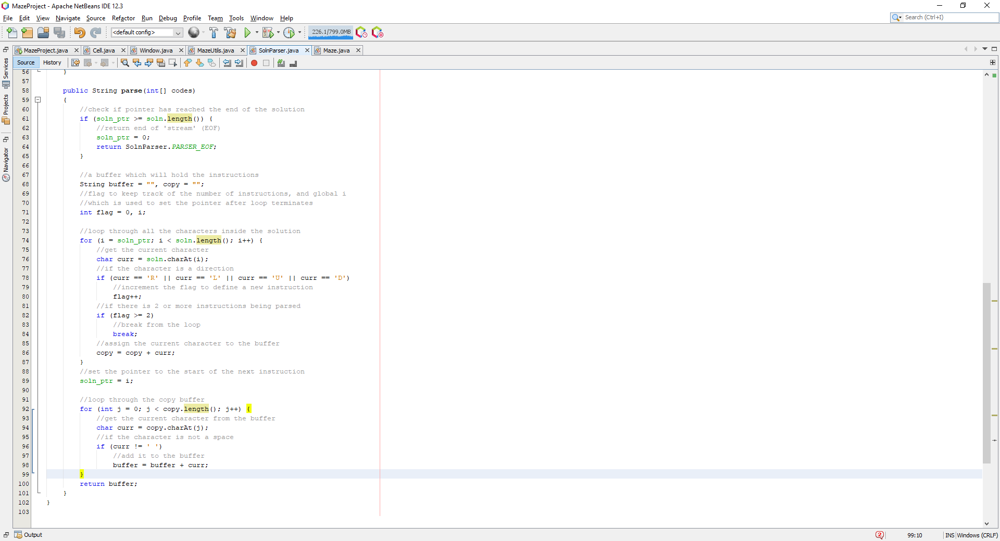 MazeProject - Apache NetBeans IDE 12.3
File Edit View Navigate Source Refactor Run Debug Profile Team Tools Window Help
Search (Ctrl+I)
<default config>
226.1/799.0MB
MazeProject.java Cell.java Window.java MazeUtils.java SolnParser.java Maze.java
Source History
Services
Projects
Navigator
56 }
57
58 public String parse(int[] codes)
59 {
60 //check if pointer has reached the end of the solution
61 if (soln_ptr >= soln.length()) {
62 //return end of 'stream' (EOF)
63 soln_ptr = 0;
64 return SolnParser.PARSER_EOF;
65 }
66
67 //a buffer which will hold the instructions
68 String buffer = "", copy = "";
69 //flag to keep track of the number of instructions, and global i
70 //which is used to set the pointer after loop terminates
71 int flag = 0, i;
72
73 //loop through all the characters inside the solution
74 for (i = soln_ptr; i < soln.length(); i++) {
75 //get the current character
76 char curr = soln.charAt(i);
77 //if the character is a direction
78 if (curr == 'R' || curr == 'L' || curr == 'U' || curr == 'D')
79 //increment the flag to define a new instruction
80 flag++;
81 //if there is 2 or more instructions being parsed
82 if (flag >= 2)
83 //break from the loop
84 break;
85 //assign the current character to the buffer
86 copy = copy + curr;
87 }
88 //set the pointer to the start of the next instruction
89 soln_ptr = i;
90
91 //loop through the copy buffer
92 for (int j = 0; j < copy.length(); j++) {
93 //get the current character from the buffer
94 char curr = copy.charAt(j);
95 //if the character is not a space
96 if (curr != ' ')
97 //add it to the buffer
98 buffer = buffer + curr;
99 }
100 return buffer;
101 }
102 }
103
Output
2
99:10
INS Windows (CRLF)